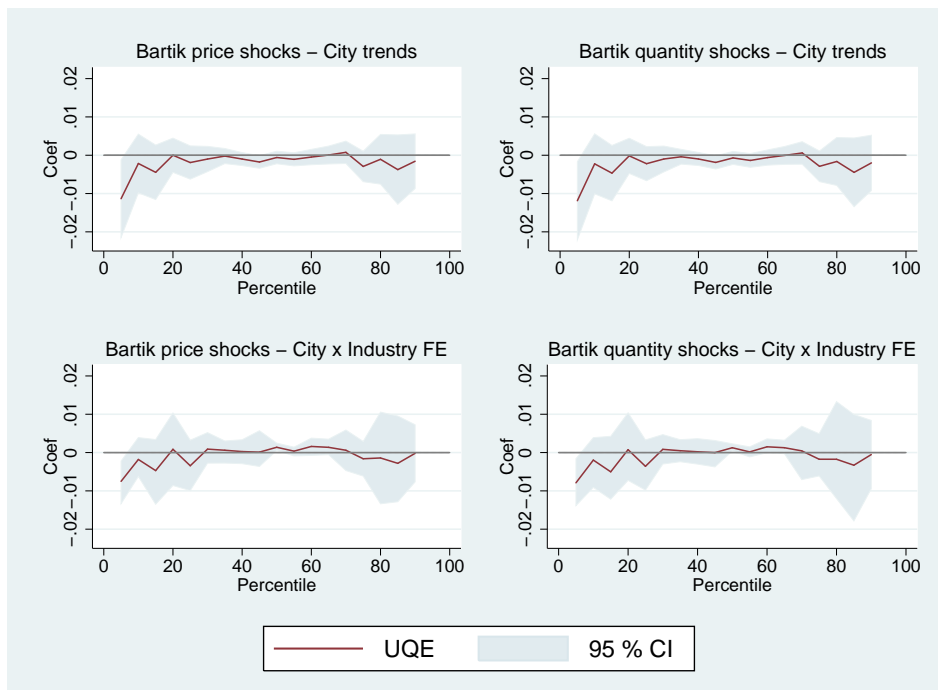 Bartik price shocks – City trends
Coef
.02
.01
0
-.01
-.02
0 20 40 60 80 100
Percentile
Bartik quantity shocks – City trends
Coef
.02
.01
0
-.01
-.02
0 20 40 60 80 100
Percentile
Bartik price shocks – City x Industry FE
Coef
.02
.01
0
-.01
-.02
0 20 40 60 80 100
Percentile
Bartik quantity shocks – City x Industry FE
Coef
.02
.01
0
-.01
-.02
0 20 40 60 80 100
Percentile
UQE 95 % CI